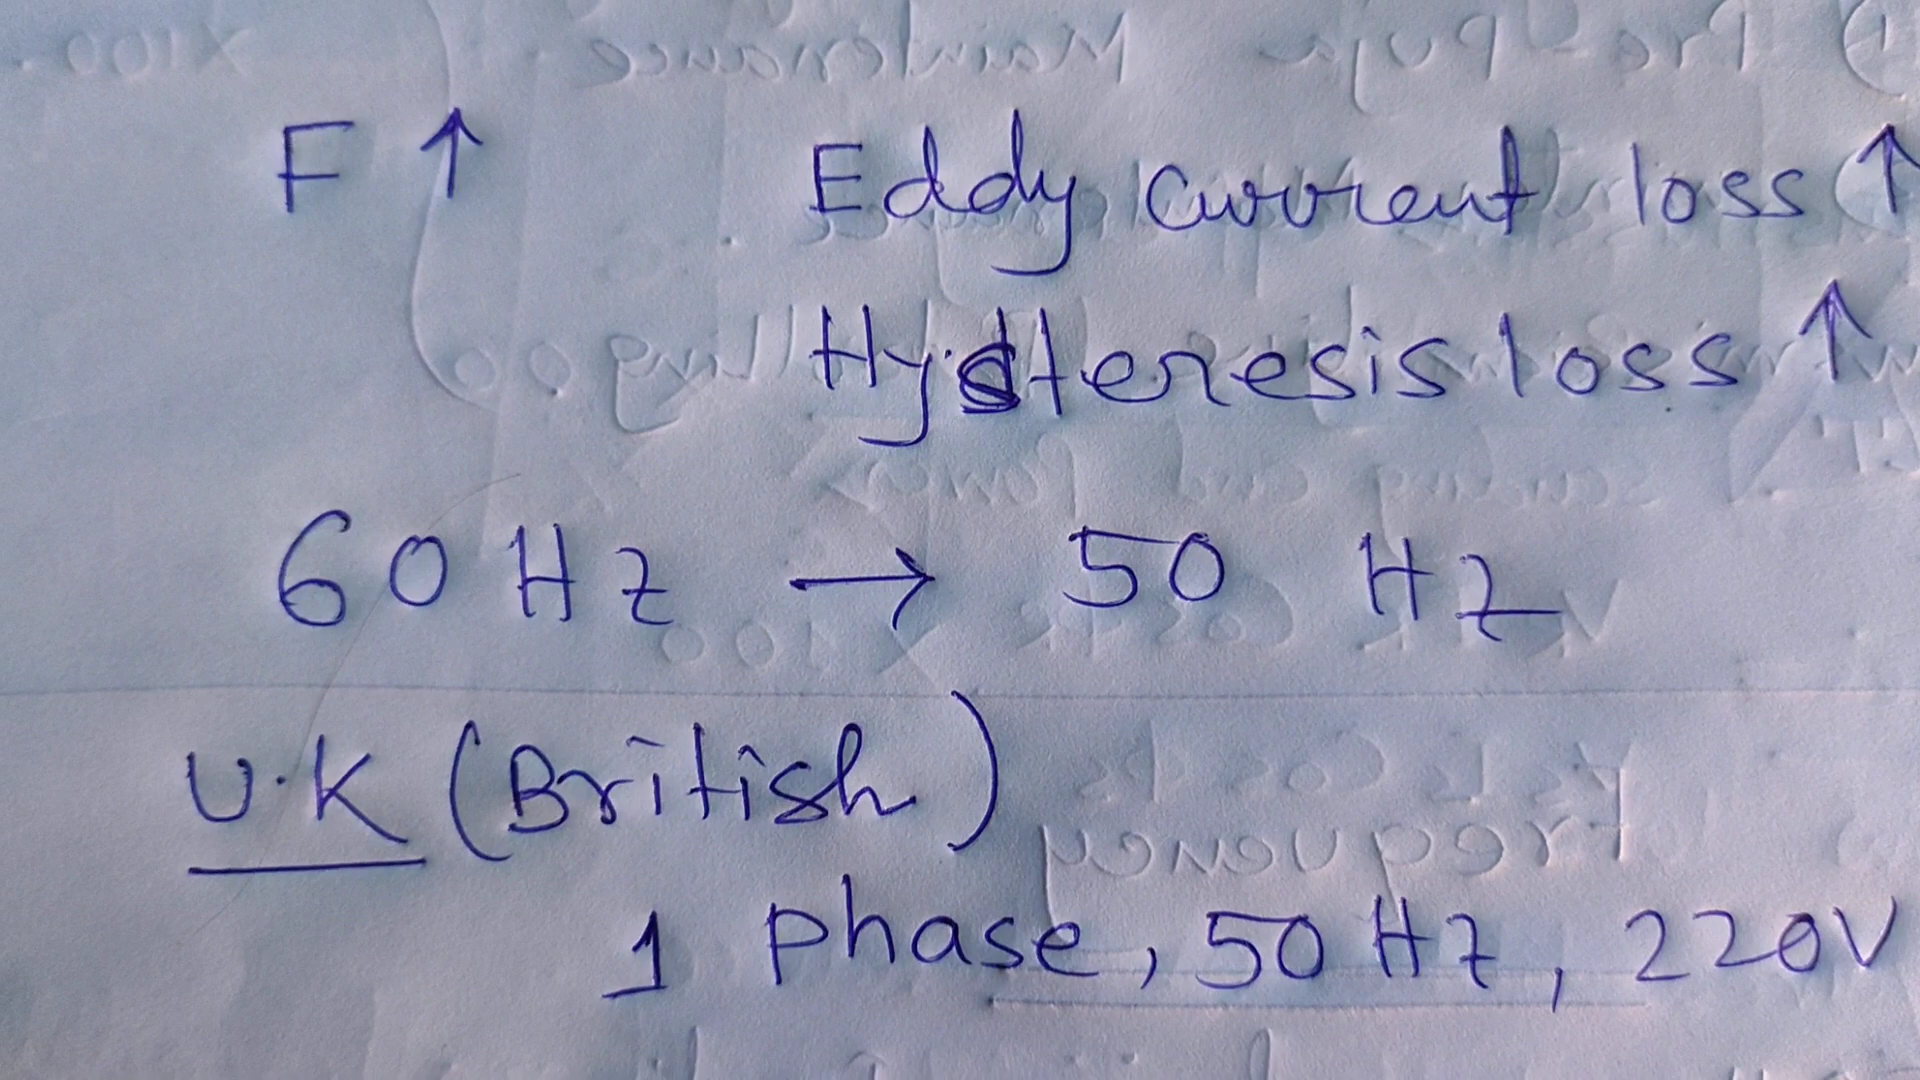 F ↑ Eddy current loss ↑
Hysteresis loss ↑
60 Hz → 50 Hz
U.K (British)
1 phase, 50 Hz, 220V